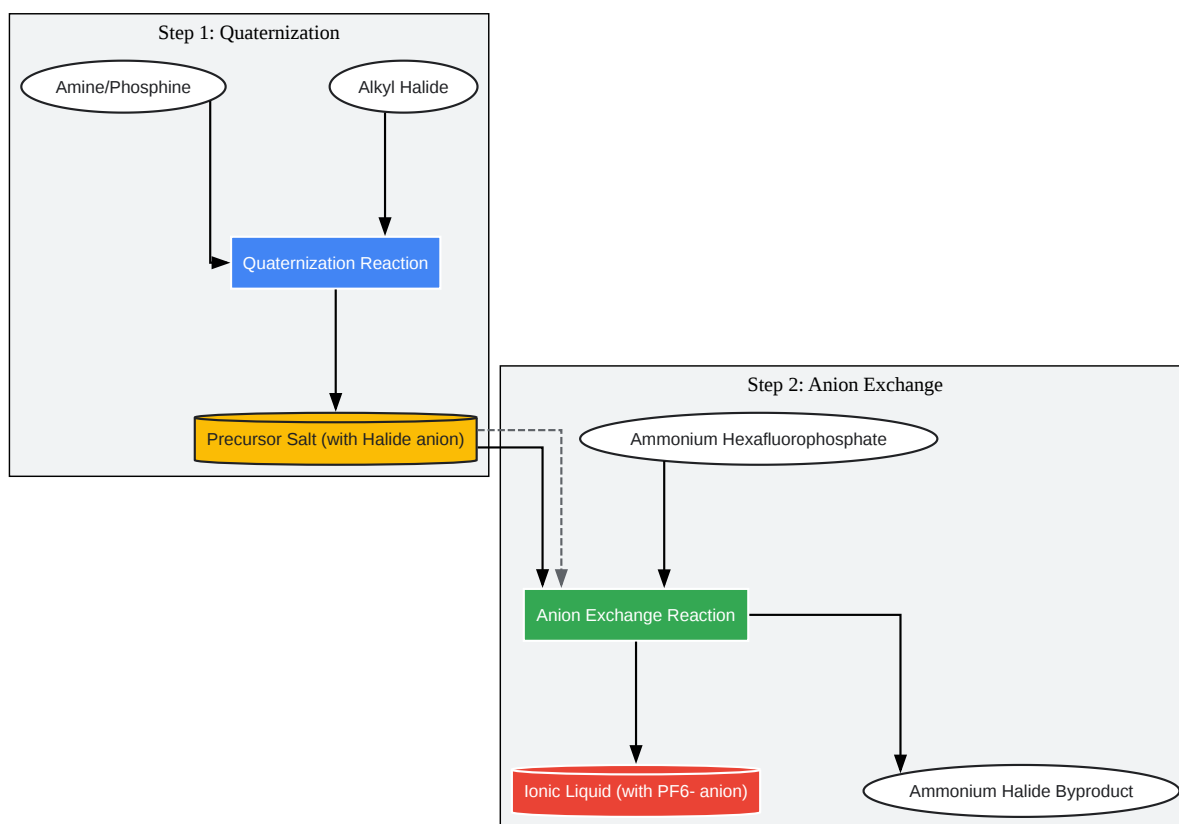 Step 1: Quaternization
Amine/Phosphine
Alkyl Halide
Quaternization Reaction
Precursor Salt (with Halide anion)
Step 2: Anion Exchange
Ammonium Hexafluorophosphate
Anion Exchange Reaction
Ionic Liquid (with PF6- anion)
Ammonium Halide Byproduct